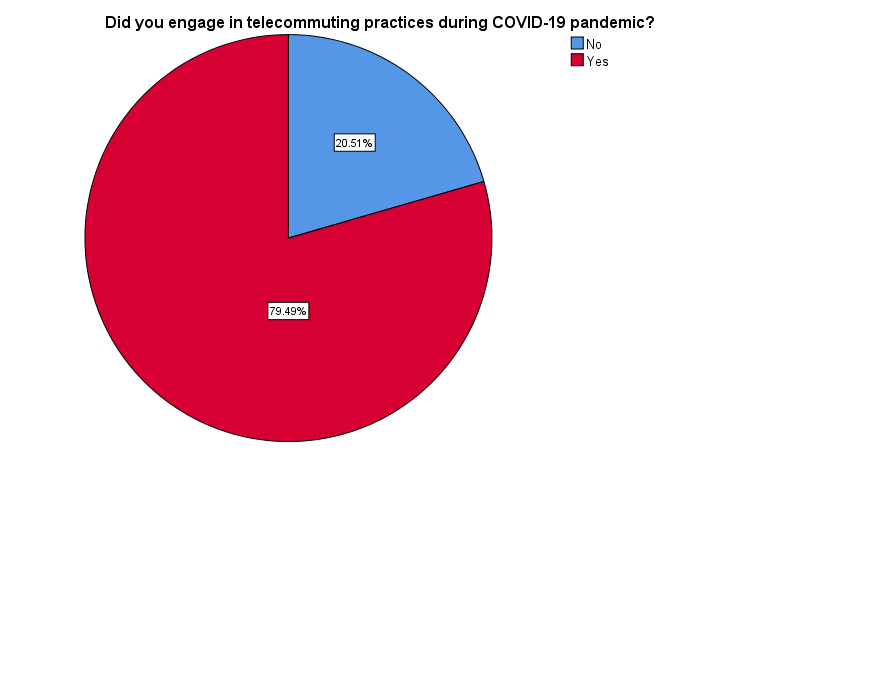 Did you engage in telecommuting practices during COVID-19 pandemic?
No
Yes
20.51%
79.49%